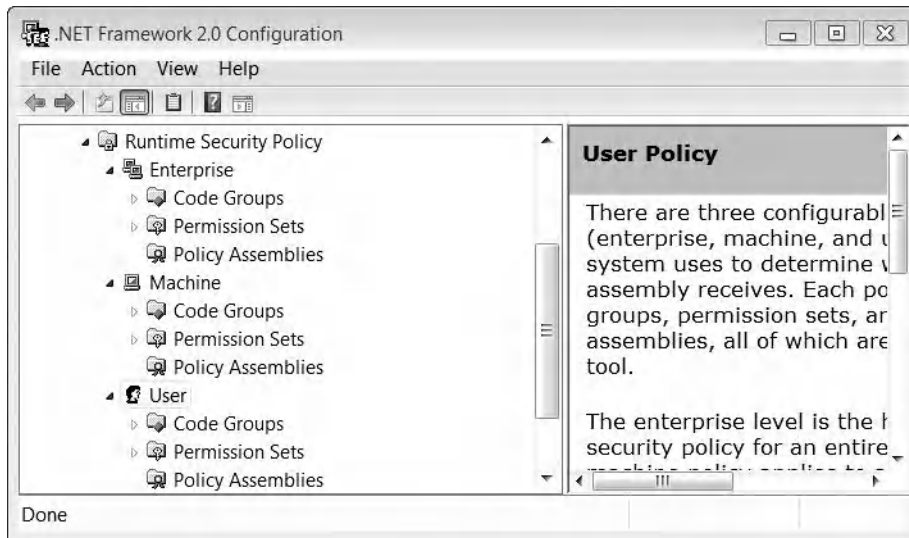 .NET Framework 2.0 Configuration
File Action View Help
Runtime Security Policy
Enterprise
Code Groups
Permission Sets
Policy Assemblies
Machine
Code Groups
Permission Sets
Policy Assemblies
User
Code Groups
Permission Sets
Policy Assemblies
User Policy
There are three configurabl
(enterprise, machine, and u
system uses to determine
assembly receives. Each po
groups, permission sets, ar
assemblies, all of which are
tool.
The enterprise level is the
security policy for an entire
Done